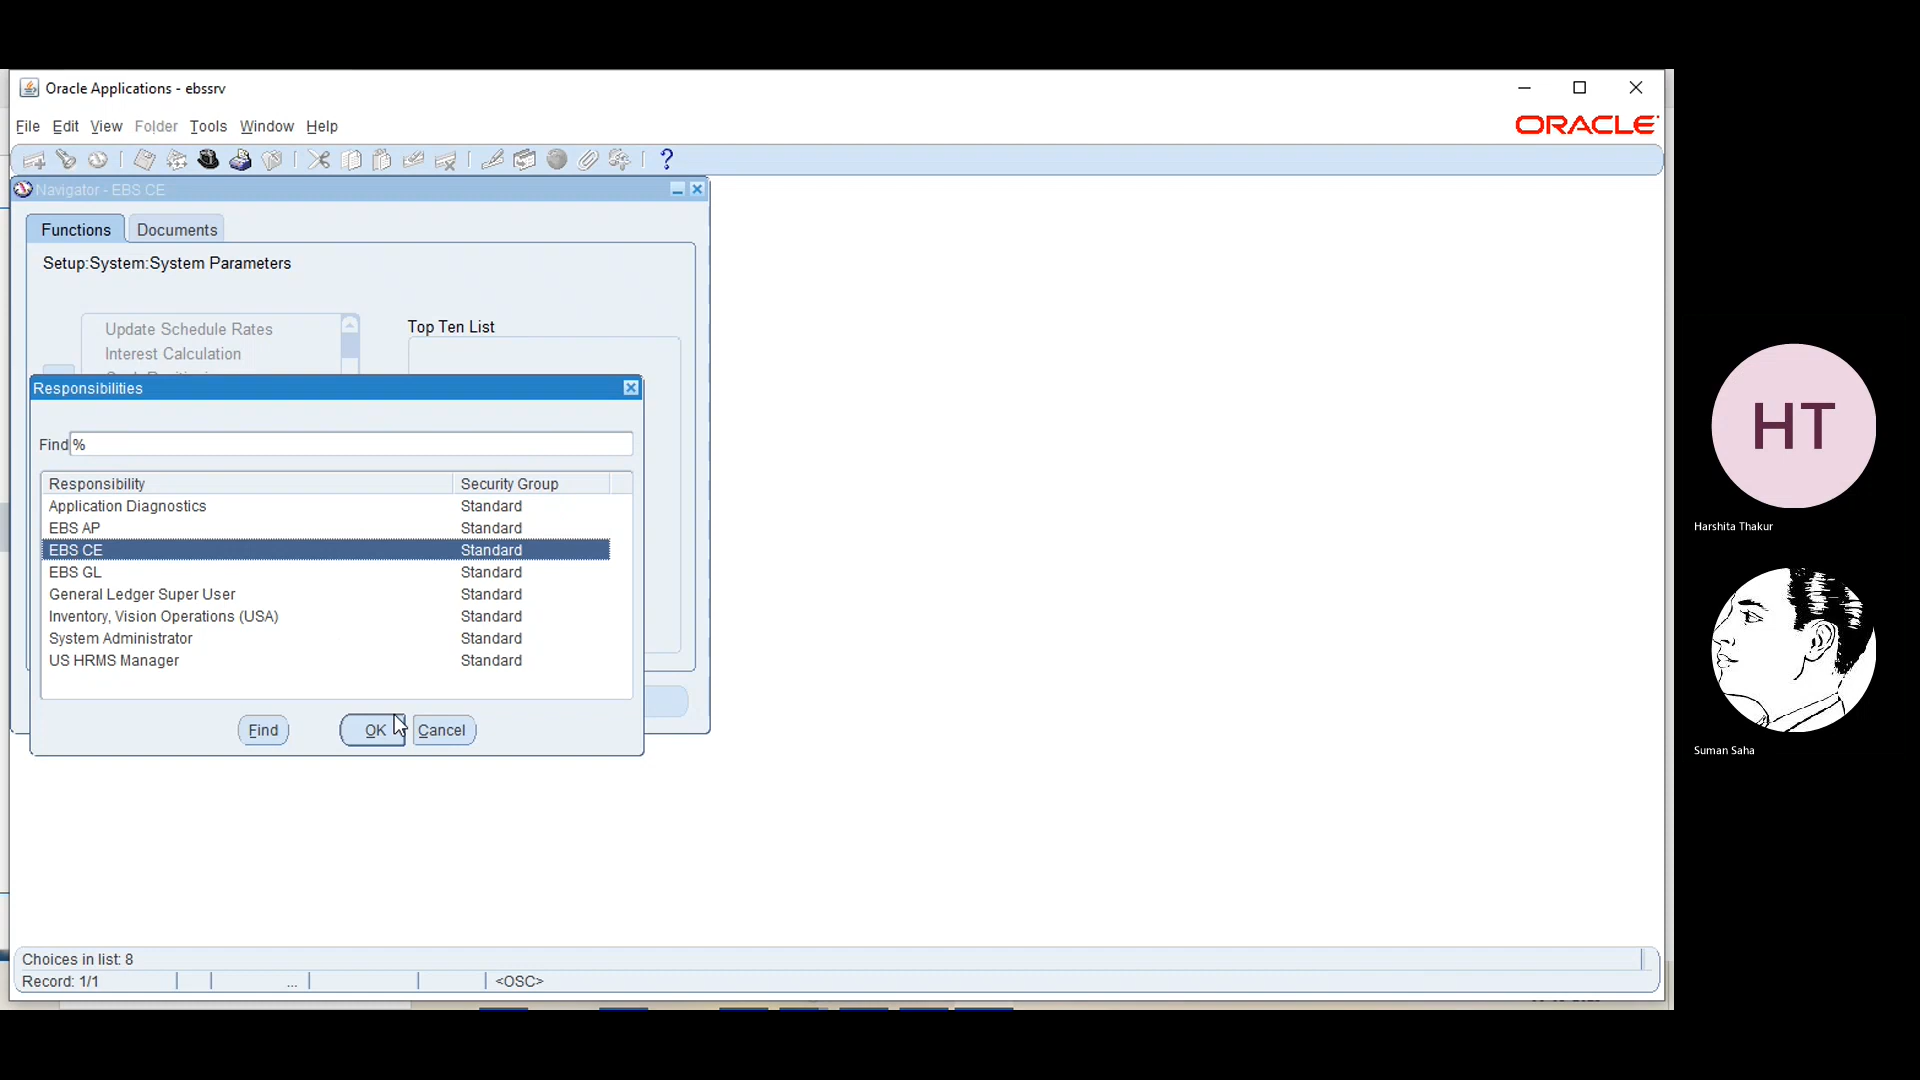 Oracle Applications - ebssrv
File Edit View Folder Tools Window Help
ORACLE
?
Navigator - EBS CE
Functions Documents
Setup:System:System Parameters
Update Schedule Rates
Interest Calculation
Top Ten List
Responsibilities
Find %
Responsibility Security Group
Application Diagnostics Standard
EBS AP Standard
EBS CE Standard
EBS GL Standard
General Ledger Super User Standard
Inventory, Vision Operations (USA) Standard
System Administrator Standard
US HRMS Manager Standard
Find OK Cancel
Choices in list: 8
Record: 1/1 ... <OSC>
HT
Harshita Thakur
Suman Saha